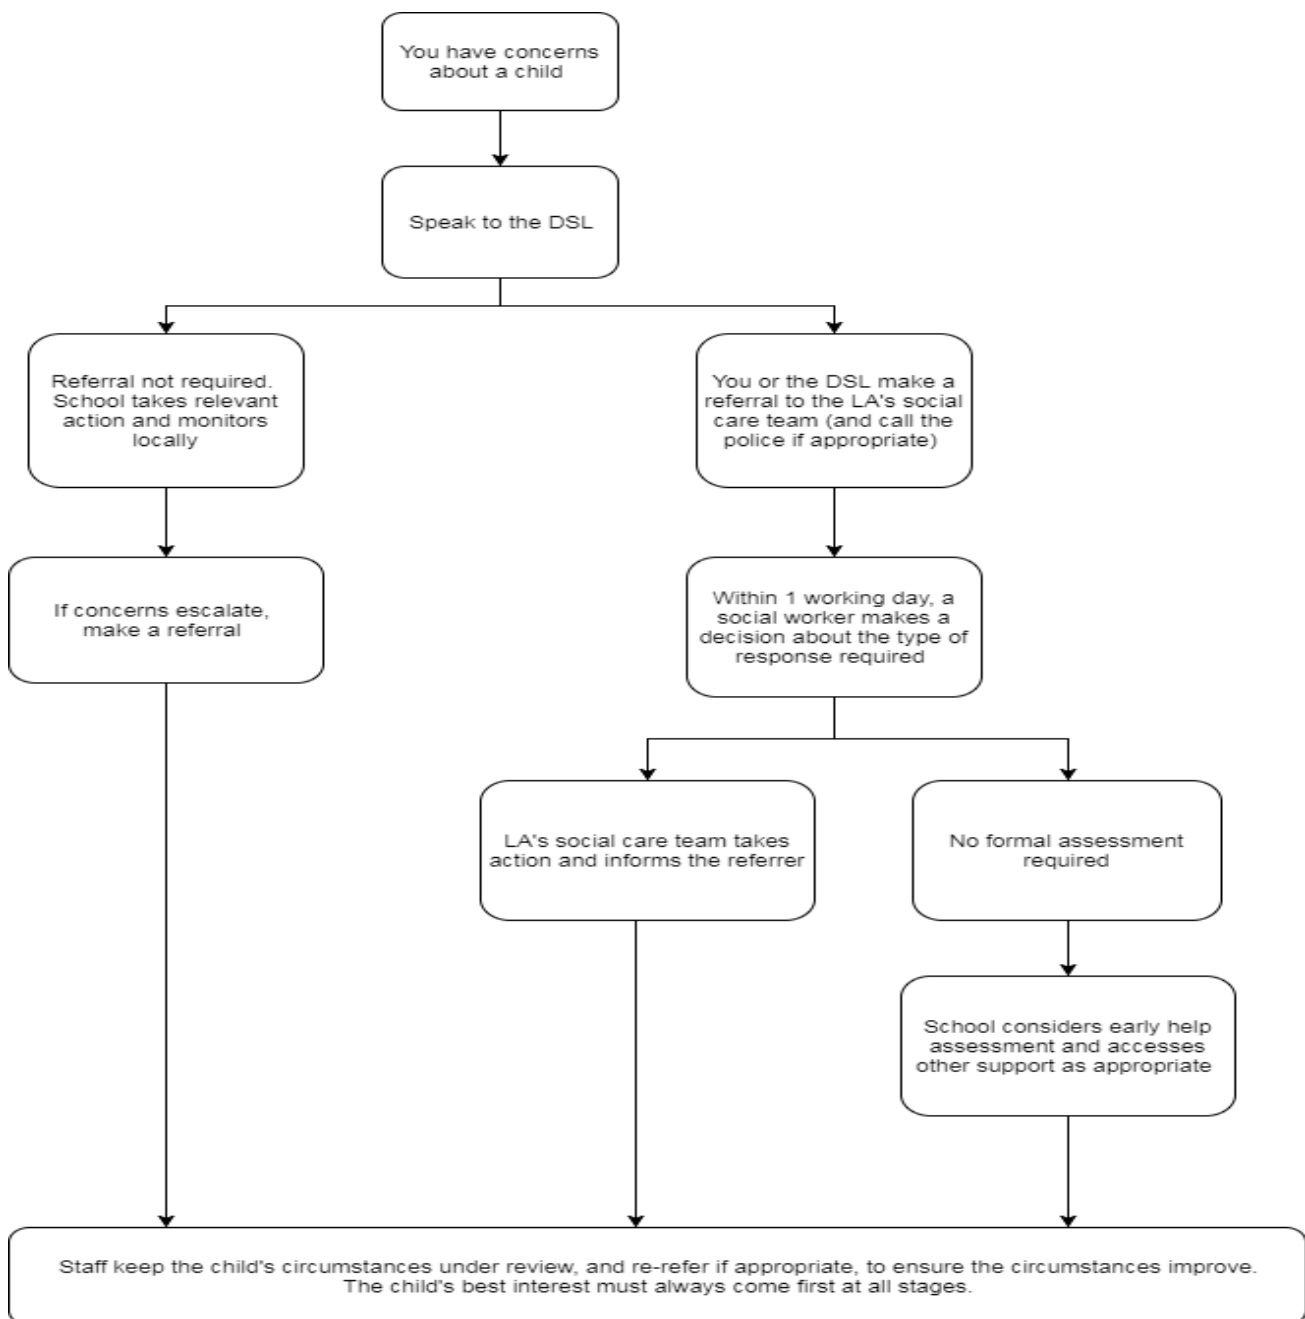 You have concerns
about a child
Speak to the DSL
Referral not required.
School takes relevant
action and monitors
locally
You or the DSL make a
referral to the LA's social
care team (and call the
police if appropriate)
If concerns escalate,
make a referral
Within 1 working day, a
social worker makes a
decision about the type of
response required
LA's social care team takes
action and informs the referrer
No formal assessment
required
School considers early help
assessment and accesses
other support as appropriate
Staff keep the child's circumstances under review, and re-refer if appropriate, to ensure the circumstances improve.
The child's best interest must always come first at all stages.